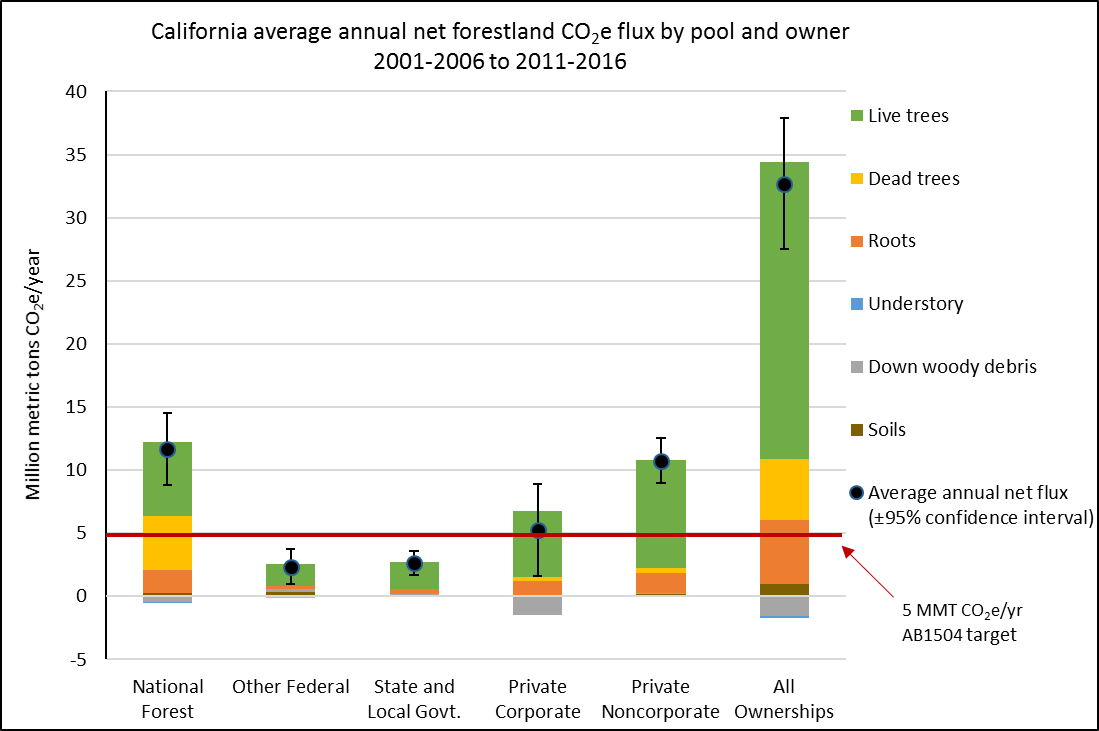 California average annual net forestland CO₂e flux by pool and owner
2001-2006 to 2011-2016
Million metric tons CO₂e/year
40
35
30
25
20
15
10
5
0
-5
National
Forest
Other Federal
State and
Local Govt.
Private
Corporate
Private
Noncorporate
All
Ownerships
Live trees
Dead trees
Roots
Understory
Down woody debris
Soils
Average annual net flux
(±95% confidence interval)
5 MMT CO₂e/yr
AB1504 target